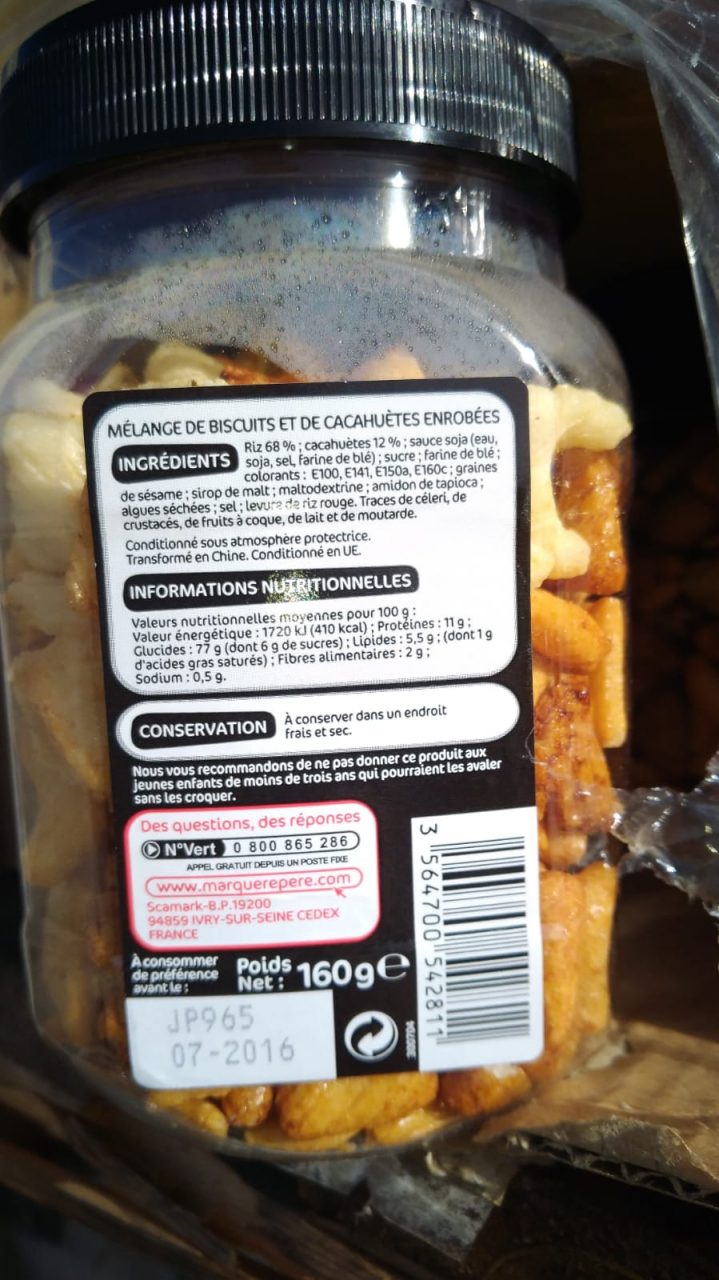 MÉLANGE DE BISCUITS ET DE CACAHUÈTES ENROBÉES
INGRÉDIENTS Riz 68 % ; cacahuètes 12 % ; sauce soja (eau,
soja, sel, farine de blé) ; sucre ; farine de blé ;
colorants : E100, E141, E150a, E160c ; graines
de sésame ; sirop de malt ; maltodextrine ; amidon de tapioca ;
algues séchées ; sel ; levure de riz rouge. Traces de céleri, de
crustacés, de fruits à coque, de lait et de moutarde.
Conditionné sous atmosphère protectrice.
Transformé en Chine. Conditionné en UE.
INFORMATIONS NUTRITIONNELLES
Valeurs nutritionnelles moyennes pour 100 g :
Valeur énergétique : 1720 kJ (410 kcal) ; Protéines : 11 g ;
Glucides : 77 g (dont 6 g de sucres) ; Lipides : 5,5 g ; (dont 1 g
d'acides gras saturés) ; Fibres alimentaires : 2 g ;
Sodium : 0,5 g.
CONSERVATION À conserver dans un endroit
frais et sec.
Nous vous recommandons de ne pas donner ce produit aux
jeunes enfants de moins de trois ans qui pourraient les avaler
sans les croquer.
Des questions, des réponses
N°Vert 0 800 865 286
APPEL GRATUIT DEPUIS UN POSTE FIXE
www.marquerepere.com
Scamark-B.P.19200
94859 IVRY-SUR-SEINE CEDEX
FRANCE
À consommer
de préférence
avant le :
Poids
Net : 160g e
JP965
07-2016
380704
3 564700 542811